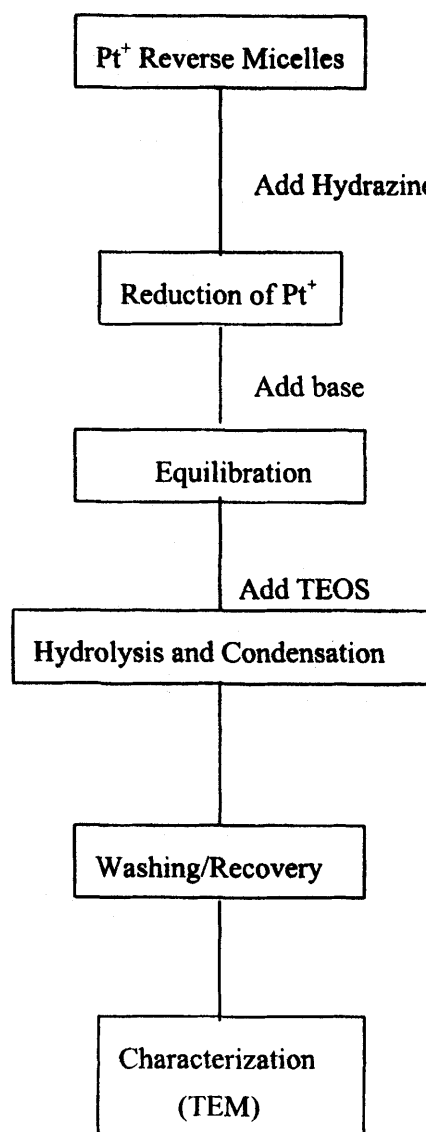 Pt⁺ Reverse Micelles
Add Hydrazine
Reduction of Pt⁺
Add base
Equilibration
Add TEOS
Hydrolysis and Condensation
Washing/Recovery
Characterization
(TEM)